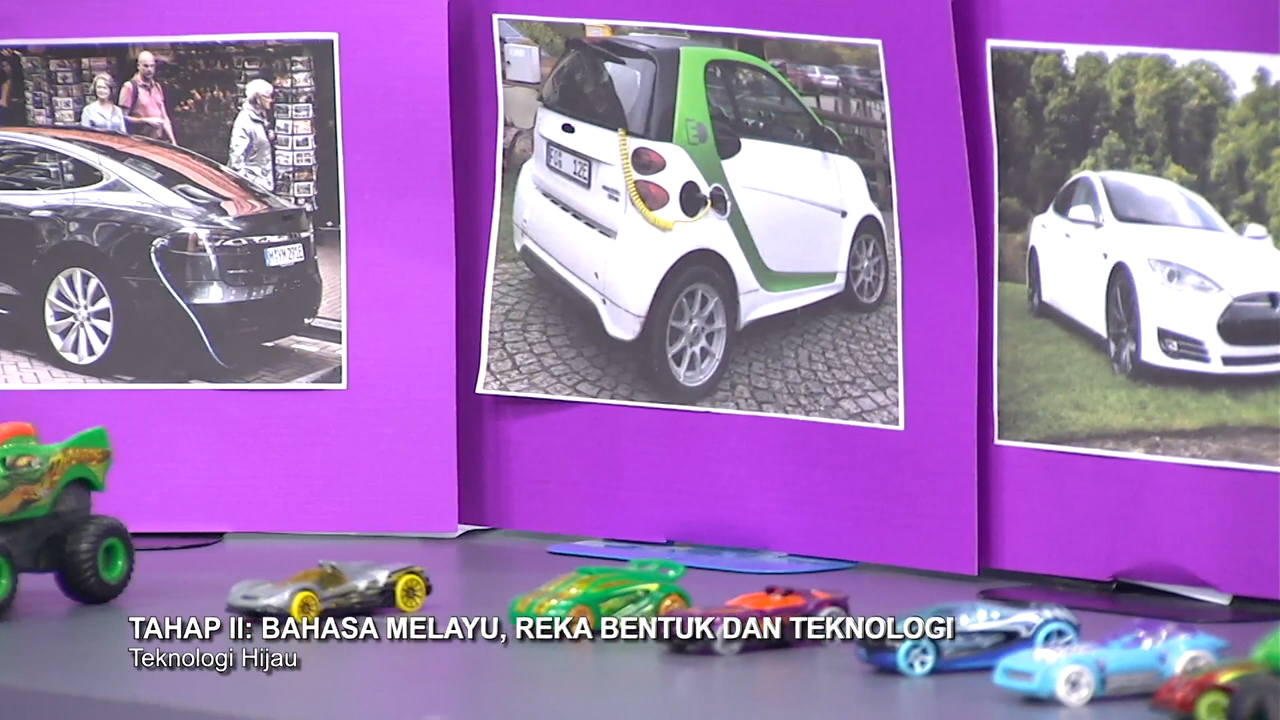 TAHAP II: BAHASA MELAYU, REKA BENTUK DAN TEKNOLOGI
Teknologi Hijau